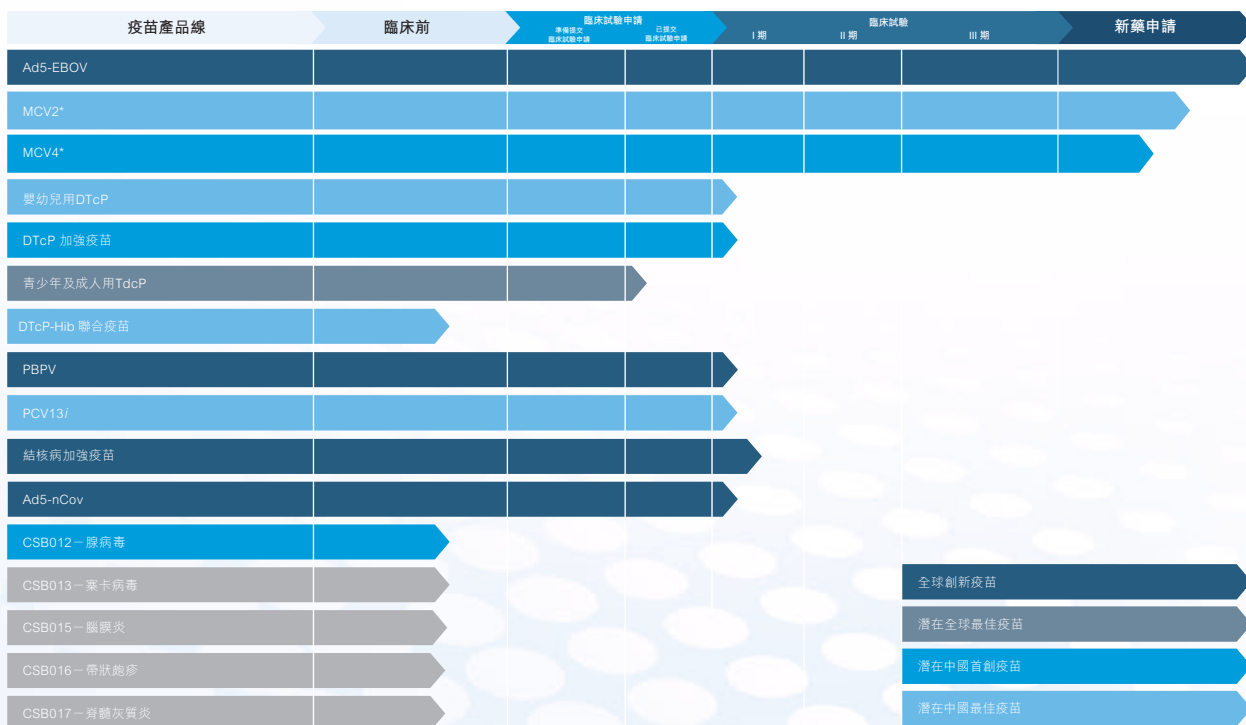 疫苗產品線
臨床前
臨床試驗申請
準備提交
臨床試驗申請
已提交
臨床試驗申請
臨床試驗
I 期
II 期
III 期
新藥申請
Ad5-EBOV
MCV2*
MCV4*
嬰幼兒用DTcP
DTcP 加強疫苗
青少年及成人用TdcP
DTcP-Hib 聯合疫苗
PBPV
PCV13i
結核病加強疫苗
Ad5-nCov
CSB012－腺病毒
CSB013－寨卡病毒
全球創新疫苗
CSB015－腦膜炎
潛在全球最佳疫苗
CSB016－帶狀皰疹
潛在中國首創疫苗
CSB017－脊髓灰質炎
潛在中國最佳疫苗